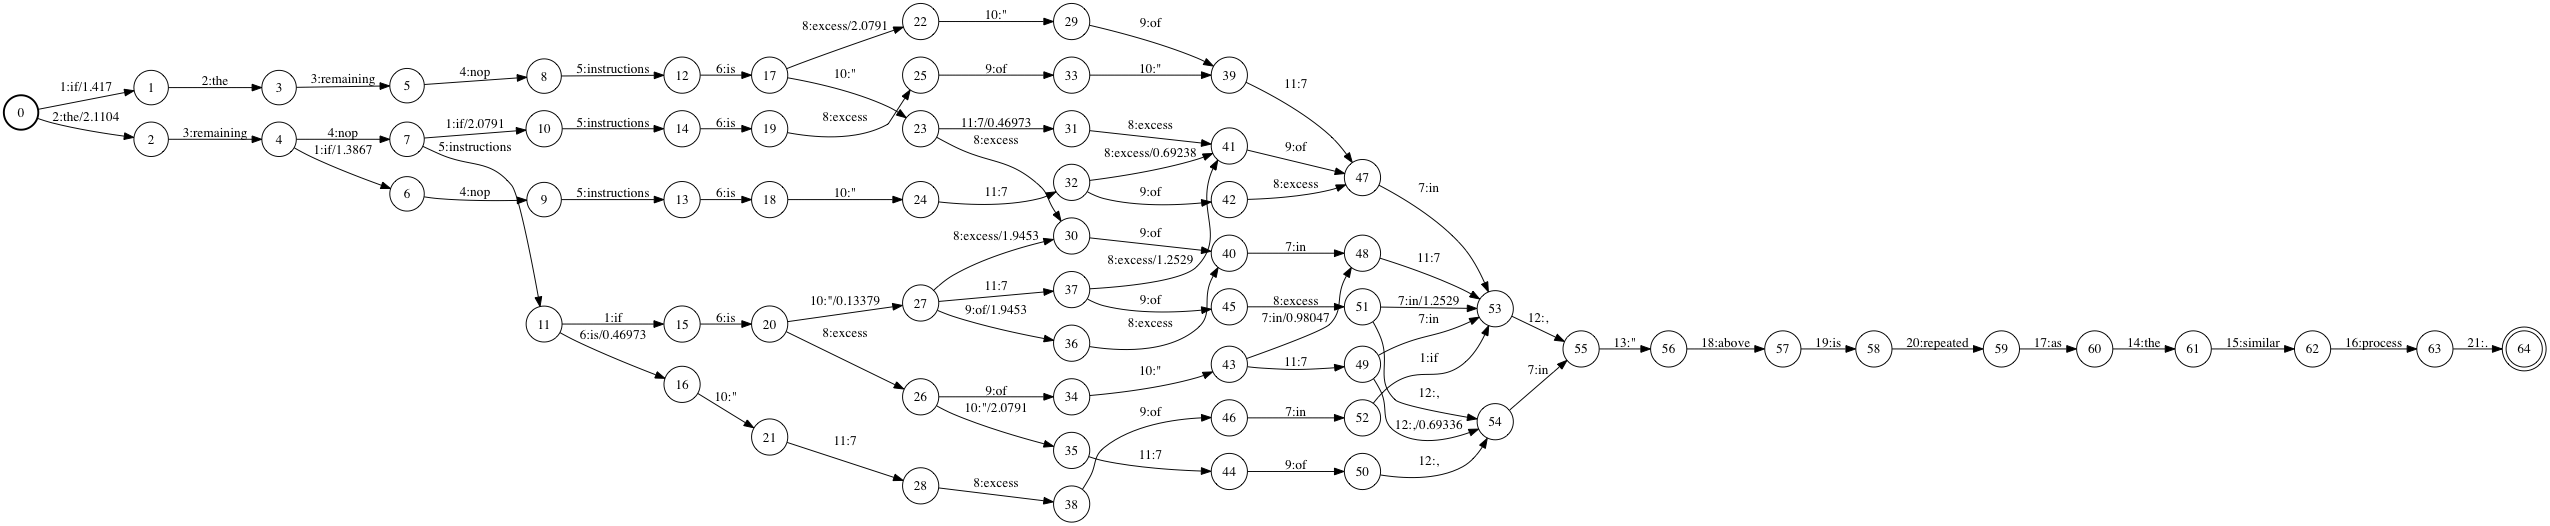 0
1:if/1.417
2:the/2.1104
1
2:the
3
3:remaining
5
4:nop
8
5:instructions
12
6:is
17
8:excess/2.0791
22
10:"
29
9:of
10:"
25
9:of
33
10:"
39
11:7
2
3:remaining
4
4:nop
7
1:if/2.0791
10
5:instructions
14
6:is
19
8:excess
23
11:7/0.46973
31
8:excess
41
9:of
47
7:in
8:excess
1:if/1.3867
5:instructions
6
4:nop
9
5:instructions
13
6:is
18
10:"
24
11:7
32
8:excess/0.69238
9:of
42
8:excess
8:excess/1.9453
30
9:of
40
7:in
48
11:7
27
11:7
37
8:excess/1.2529
9:of
45
8:excess
51
7:in/1.2529
53
12:,
9:of/1.9453
36
8:excess
7:in/0.98047
7:in
11
1:if
15
6:is
20
10:"/0.13379
6:is/0.46973
8:excess
55
13:"
56
18:above
57
19:is
58
20:repeated
59
17:as
60
14:the
61
15:similar
62
16:process
63
21:.
64
16
10:"
26
9:of
34
10:"
43
11:7
49
1:if
7:in
12:,
10:"/2.0791
21
11:7
35
11:7
9:of
46
7:in
52
12:,/0.69336
54
28
8:excess
38
44
9:of
50
12:,